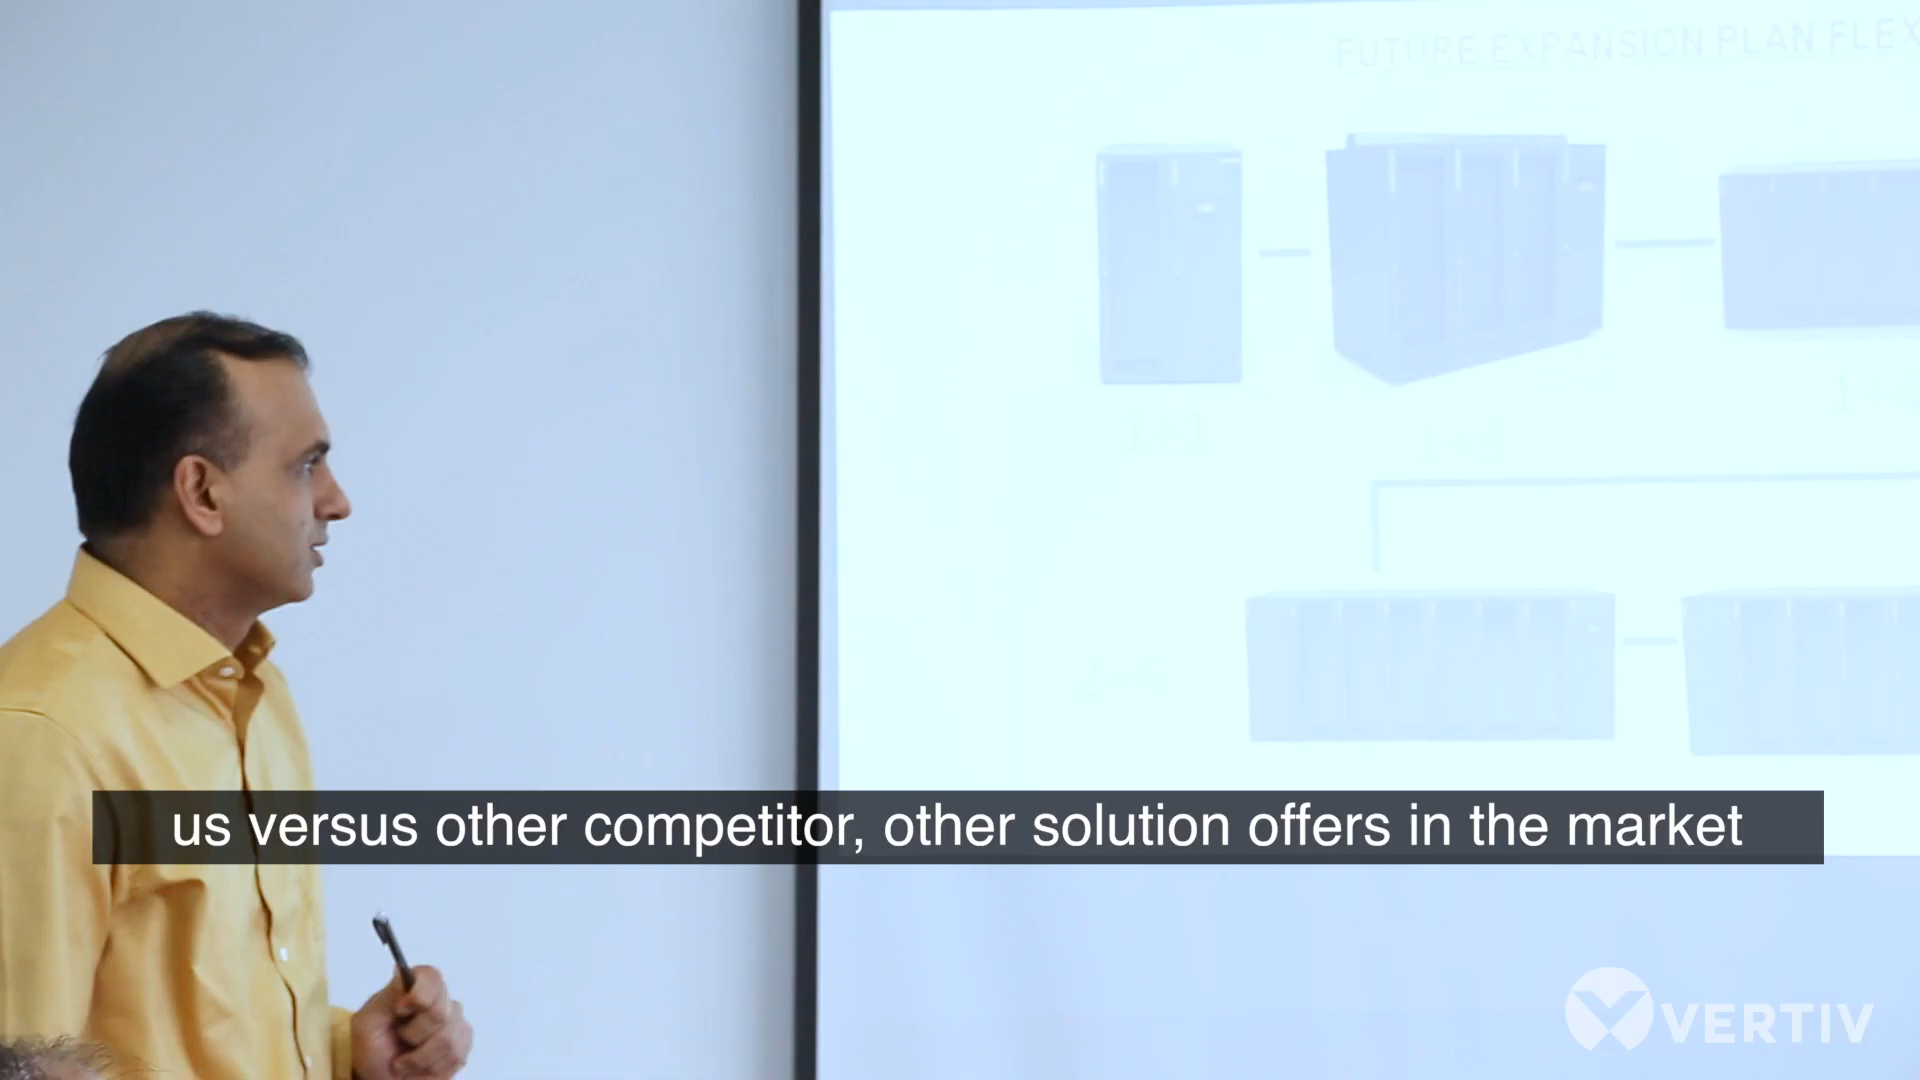 FUTURE EXPANSION PLAN FLEX
us versus other competitor, other solution offers in the market
VERTIV